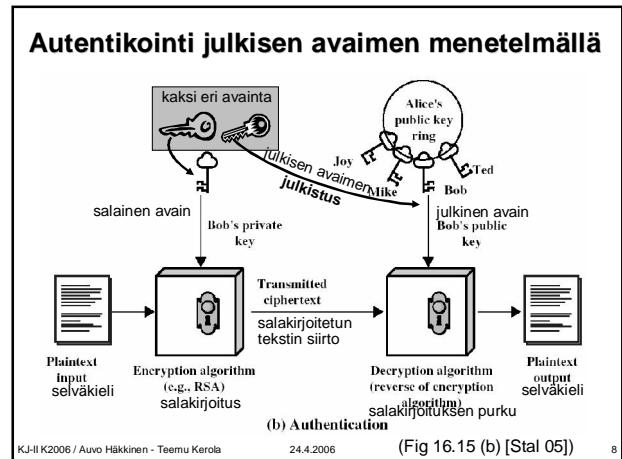 Autentikointi julkisen avaimen menetelmällä
kaksi eri avainta
Alice's
public key
ring
Joy
Mike
Bob
Ted
julkisen avaimen
julkistus
salainen avain
julkinen avain
Bob's private
key
Bob's public
key
Transmitted
ciphertext
salakirjoitetun
tekstin siirto
Plaintext
input
selväkieli
Encryption algorithm
(e.g., RSA)
salakirjoitus
Decryption algorithm
(reverse of encryption
algorithm)
salakirjoituksen purku
Plaintext
output
selväkieli
(b) Authentication
(Fig 16.15 (b) [Stal 05])
KJ-II K2006 / Auvo Häkkinen - Teemu Kerola
24.4.2006
8